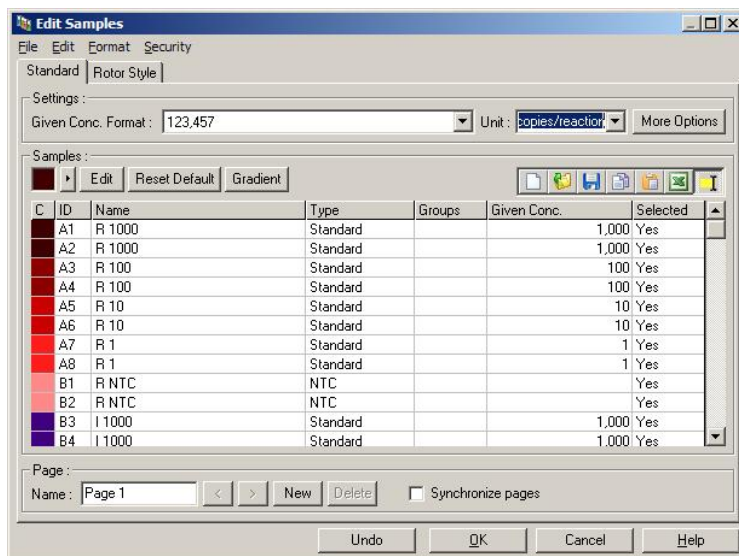 Edit Samples
File Edit Format Security
Standard Rotor Style
Settings :
Given Conc. Format : 123,457 Unit : copies/reaction More Options
Samples :
Edit Reset Default Gradient
C ID Name Type Groups Given Conc. Selected
A1 R 1000 Standard 1,000 Yes
A2 R 1000 Standard 1,000 Yes
A3 R 100 Standard 100 Yes
A4 R 100 Standard 100 Yes
A5 R 10 Standard 10 Yes
A6 R 10 Standard 10 Yes
A7 R 1 Standard 1 Yes
A8 R 1 Standard 1 Yes
B1 R NTC NTC Yes
B2 R NTC NTC Yes
B3 I 1000 Standard 1,000 Yes
B4 I 1000 Standard 1,000 Yes
Page :
Name : Page 1 < > New Delete Synchronize pages
Undo OK Cancel Help